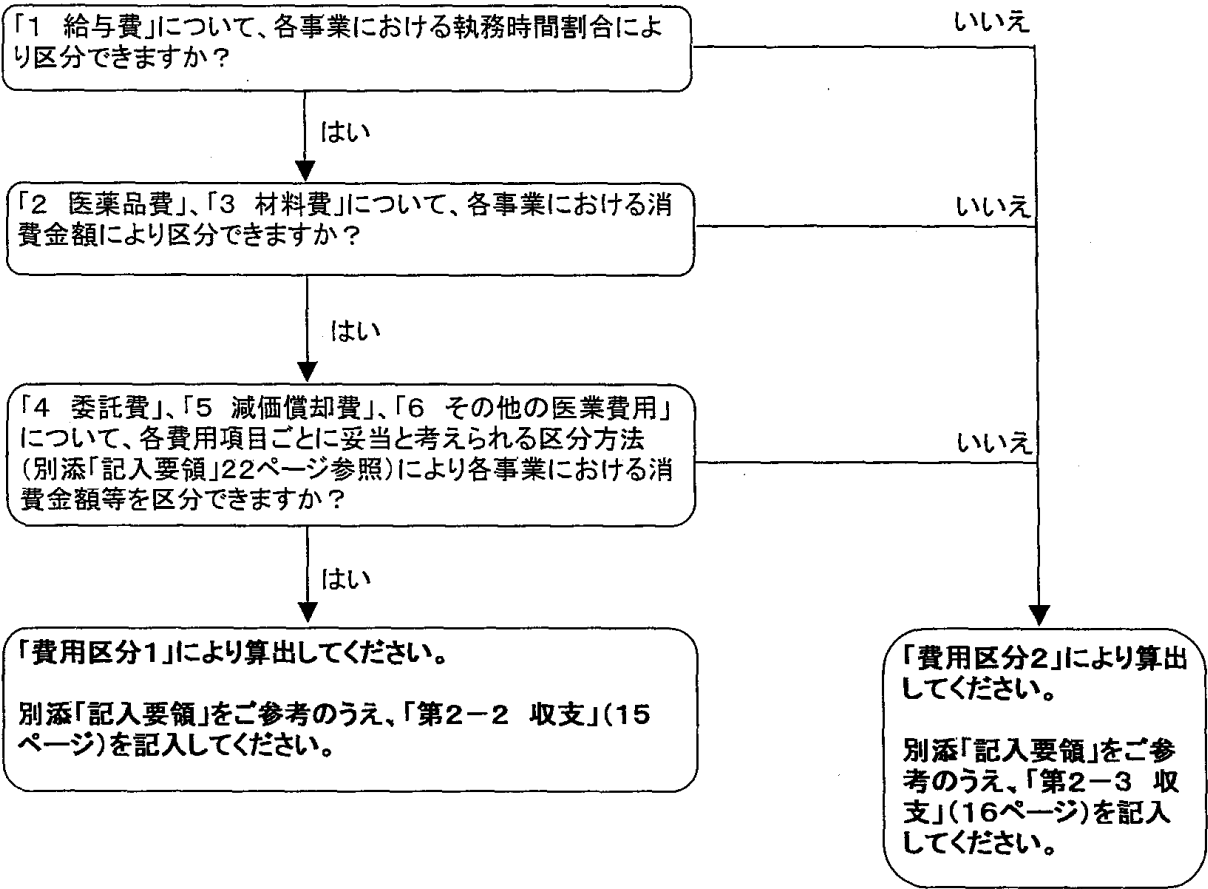 「1　給与費」について、各事業における執務時間割合によ
り区分できますか？
いいえ
はい
「2　医薬品費」、「3　材料費」について、各事業における消
費金額により区分できますか？
いいえ
はい
「4　委託費」、「5　減価償却費」、「6　その他の医業費用」
について、各費用項目ごとに妥当と考えられる区分方法
(別添「記入要領」22ページ参照)により各事業における消
費金額等を区分できますか？
いいえ
はい
「費用区分1」により算出してください。
別添「記入要領」をご参考のうえ、「第2－2　収支」(15
ページ)を記入してください。
「費用区分2」により算出
してください。
別添「記入要領」をご参
考のうえ、「第2－3　収
支」(16ページ)を記入
してください。